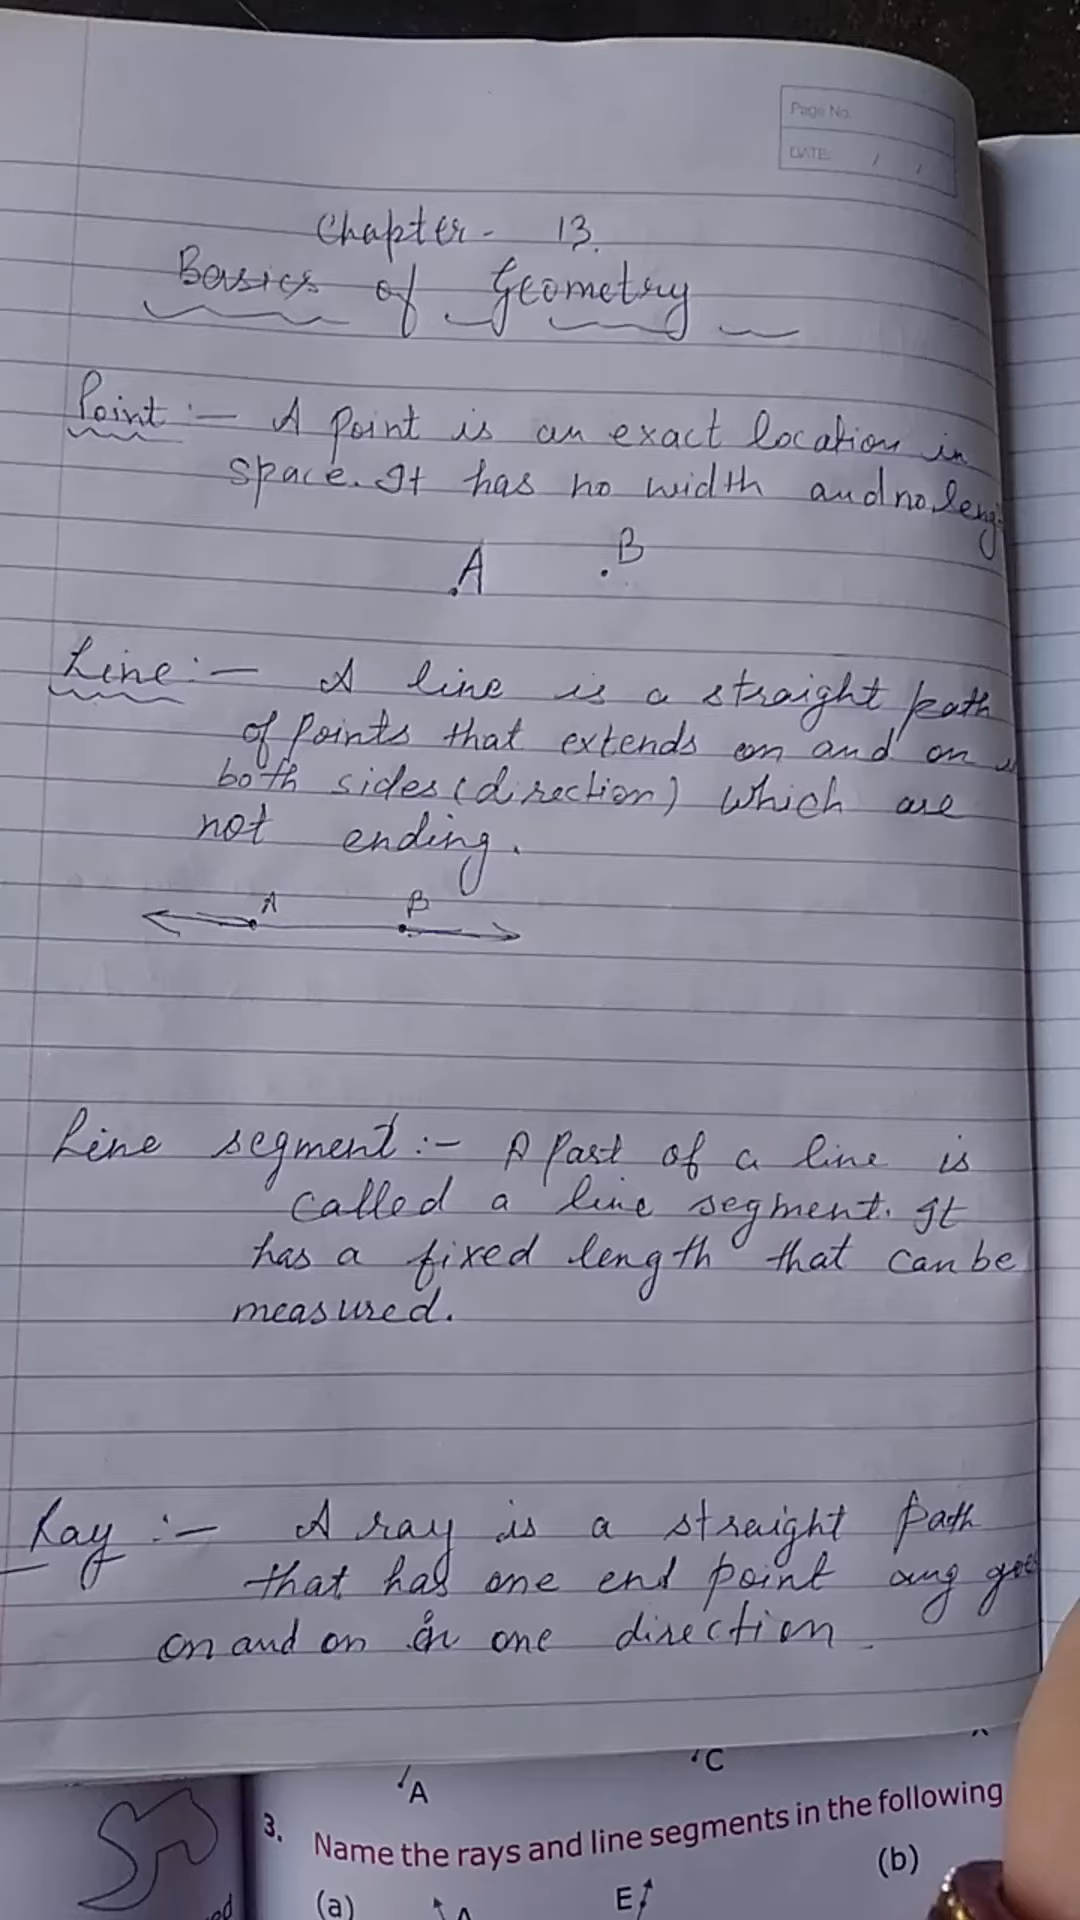 Page No.
DATE: / /
Chapter - 13.
Basics of Geometry
Point :- A point is an exact location in
space. It has no width and no leng
A B
Line :- A line is a straight path
of points that extends on and on
both sides (direction) which are
not ending.
A B
Line segment :- A Part of a line is
called a line segment. It
has a fixed length that can be
measured.
Ray :- A ray is a straight path
that has one end point ang goes
on and on in one direction.
A C
3. Name the rays and line segments in the following
(b)
(a) A E